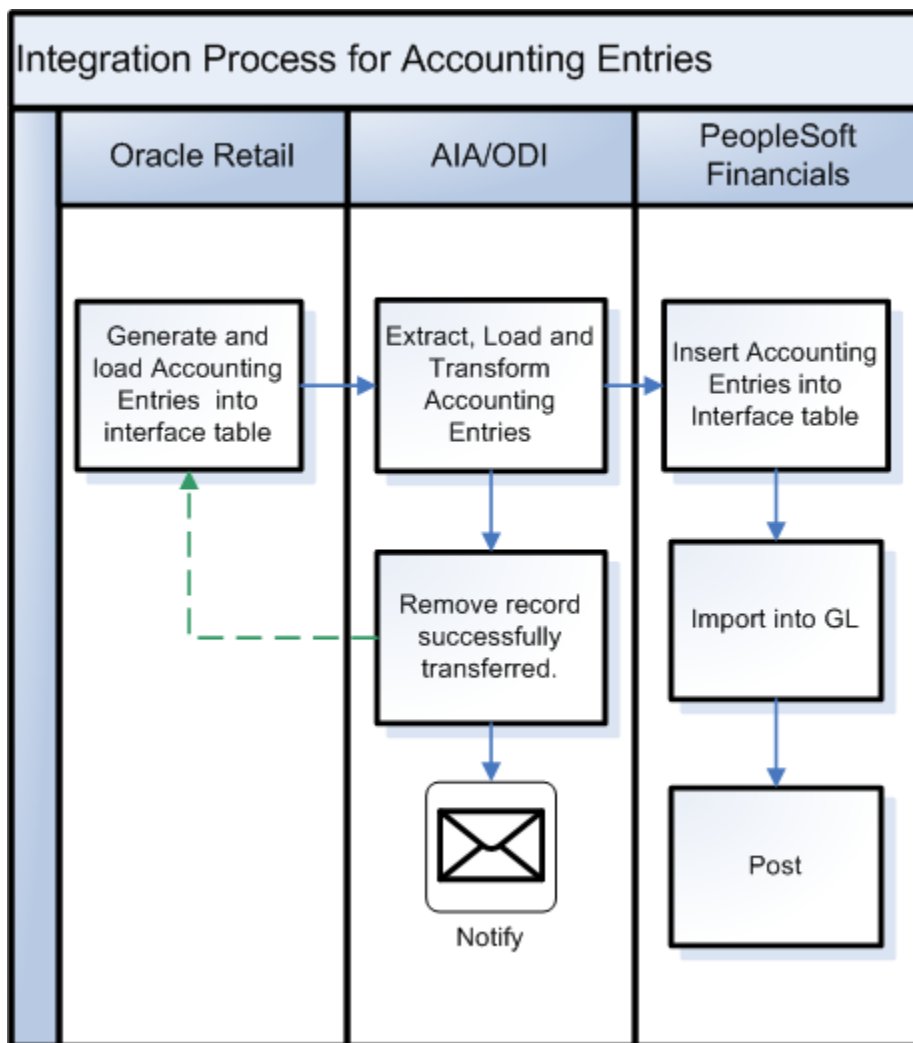 Integration Process for Accounting Entries
Oracle Retail
AIA/ODI
PeopleSoft
Financials
Generate and
load Accounting
Entries into
interface table
Extract, Load and
Transform
Accounting
Entries
Insert Accounting
Entries into
Interface table
Remove record
successfully
transferred.
Import into GL
Notify
Post